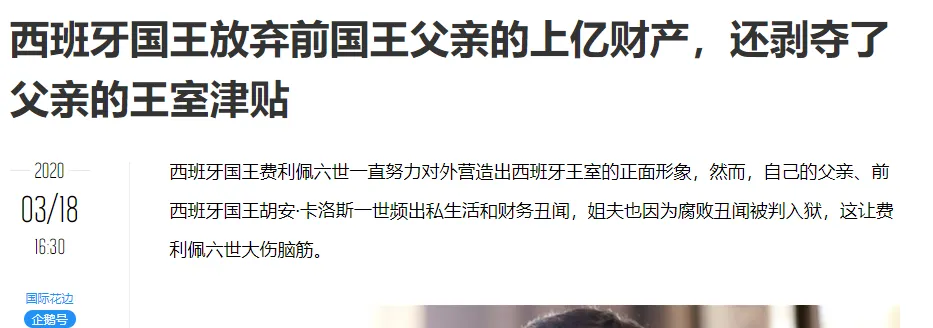 西班牙国王放弃前国王父亲的上亿财产，还剥夺了
父亲的王室津贴
2020
03/18
16:30
国际花边
企鹅号
西班牙国王费利佩六世一直努力对外营造出西班牙王室的正面形象，然而，自己的父亲、前
西班牙国王胡安·卡洛斯一世频出私生活和财务丑闻，姐夫也因为腐败丑闻被判入狱，这让费
利佩六世大伤脑筋。